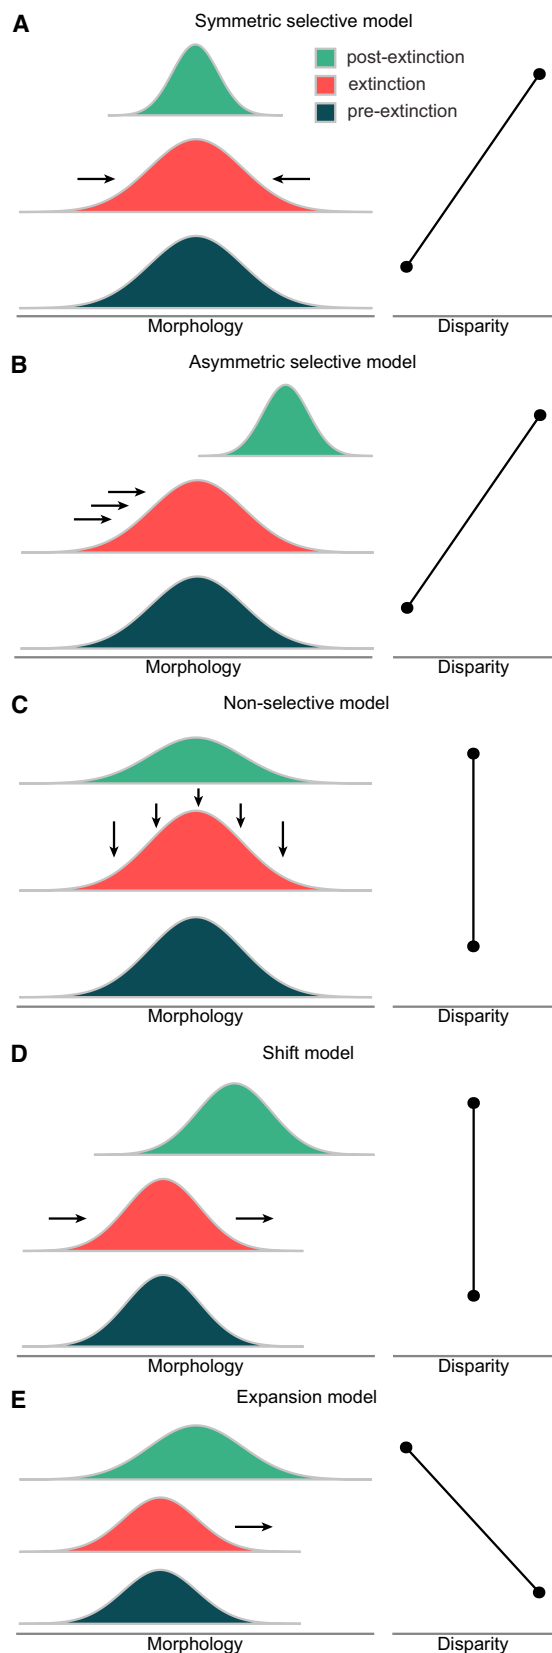 A
Symmetric selective model
post-extinction
extinction
pre-extinction
Morphology
Disparity
B
Asymmetric selective model
Morphology
Disparity
C
Non-selective model
Morphology
Disparity
D
Shift model
Morphology
Disparity
E
Expansion model
Morphology
Disparity